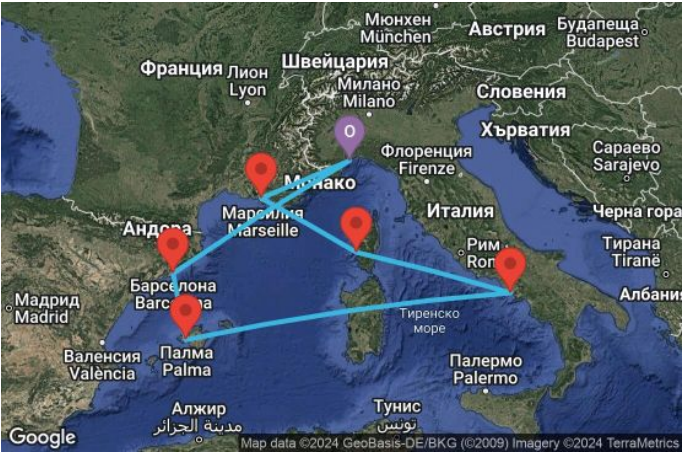 Мюнхен
München
Австрия
Будапеща
Budapest
Франция
Лион
Lyon
Швейцария
Милано
Milano
Словения
Хърватия
O
Флоренция
Firenze
Сараево
Sarajevo
Монако
Марсилия
Marseille
Италия
Черна гора
Андора
Рим
Rom
Тирана
Tiranë
Барселона
Barcelona
Мадрид
Madrid
Албания
Тиренско
море
Валенсия
València
Палма
Palma
Палермо
Palermo
Алжир
مدينة الجزائر
Тунис
تونس
Google
Map data ©2024 GeoBasis-DE/BKG (©2009) Imagery ©2024 TerraMetrics